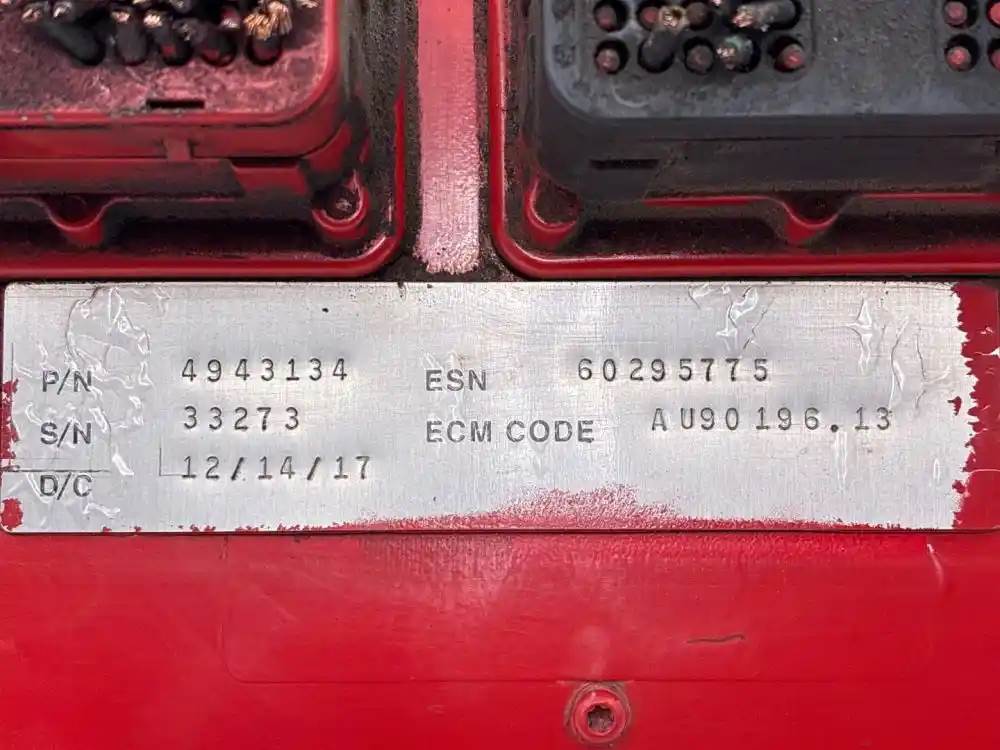 P/N 4943134 ESN 60295775
S/N 33273 ECM CODE AU90196.13
D/C 12/14/17